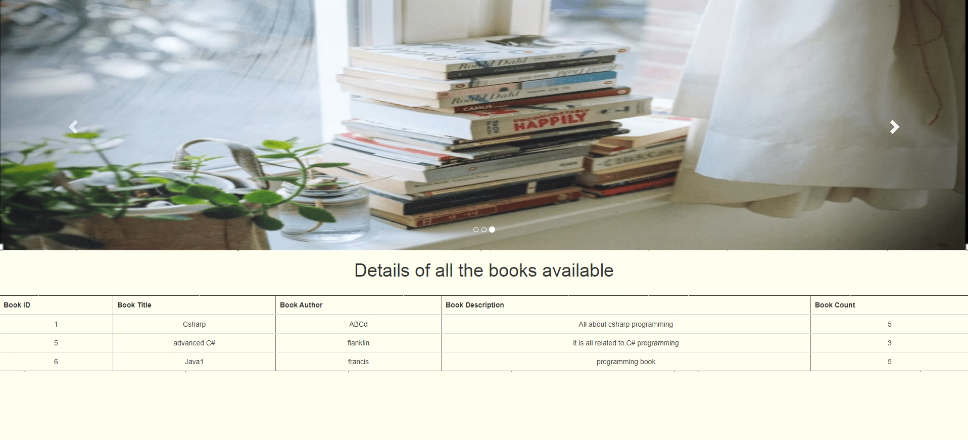 Roald Dahl
Roald Dahl
CAMUS
HAPPILY
Details of all the books available
Book ID Book Title Book Author Book Description Book Count
1 Csharp ABCd All about csharp programming 5
5 advanced C# flanklin It is all related to C# programming 3
6 Java1 francis programming book 5